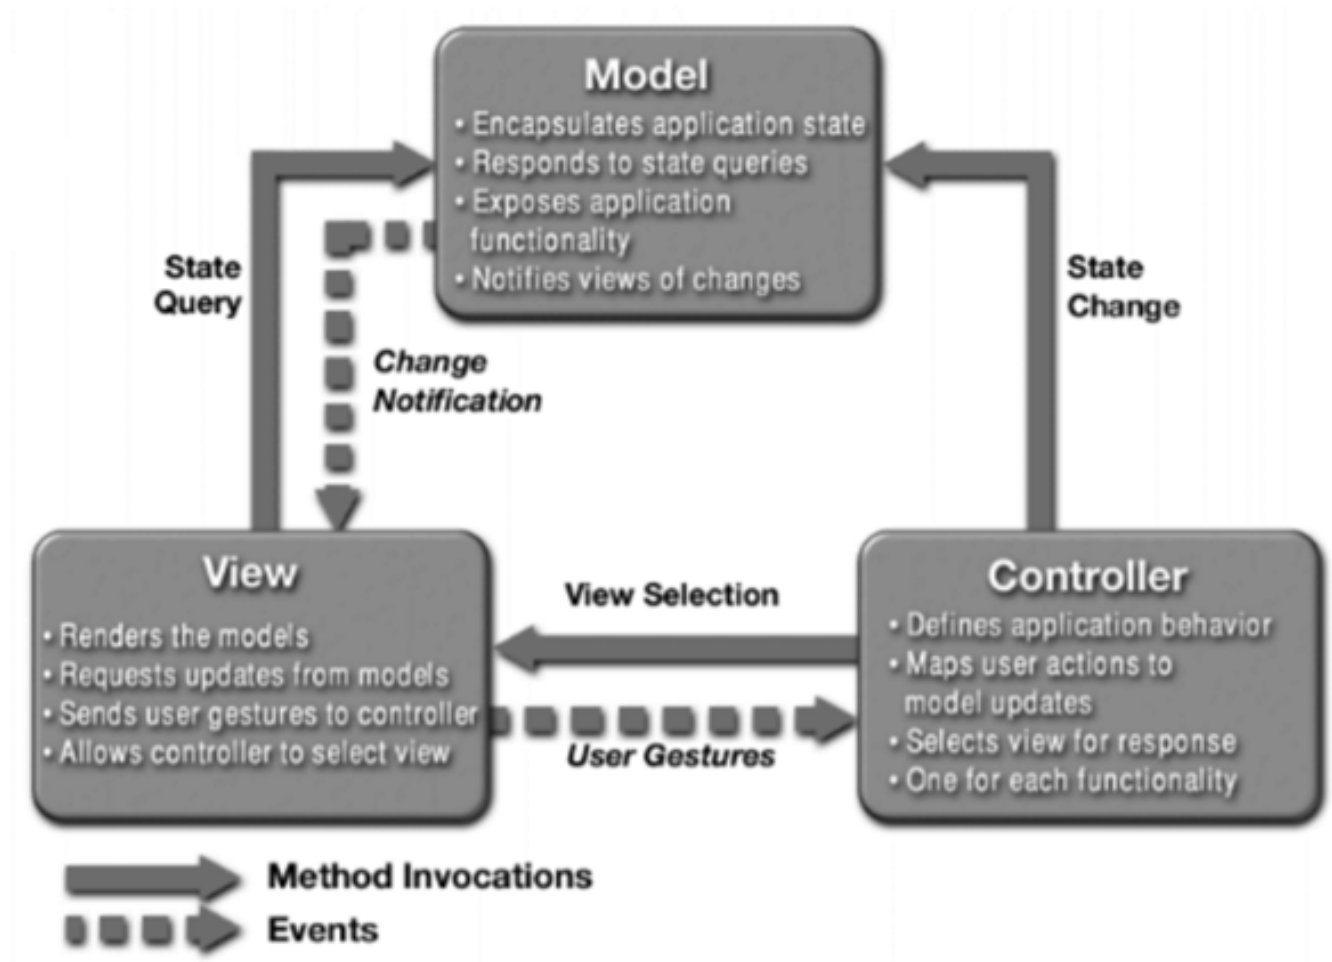 Model
• Encapsulates application state
• Responds to state queries
• Exposes application
functionality
• Notifies views of changes
State
Query
Change
Notification
State
Change
View
• Renders the models
• Requests updates from models
• Sends user gestures to controller
• Allows controller to select view
View Selection
User Gestures
Controller
• Defines application behavior
• Maps user actions to
model updates
• Selects view for response
• One for each functionality
Method Invocations
Events